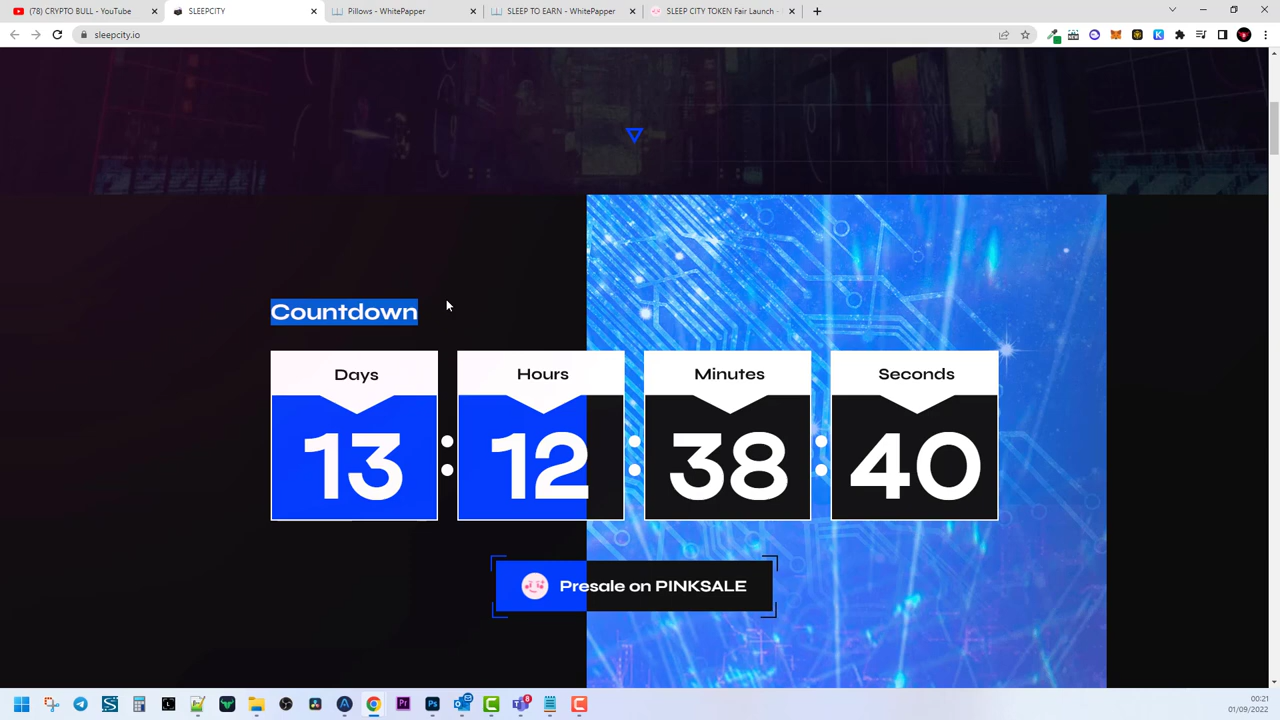 (78) CRYPTO BULL - YouTube
SLEEPCITY
Pillows - WhitePapper
SLEEP TO EARN - WhitePapper
SLEEP CITY TOKEN Fair Launch -
sleepcity.io
Countdown
Days
Hours
Minutes
Seconds
13
12
38
40
Presale on PINKSALE
00:21
01/09/2022